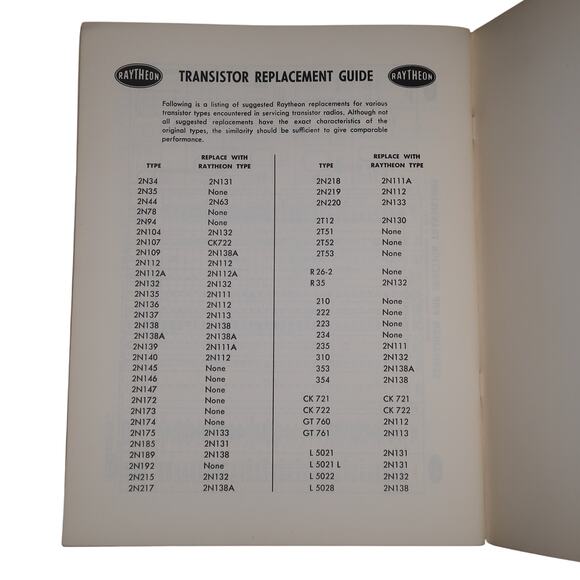 RAYTHEON TRANSISTOR REPLACEMENT GUIDE RAYTHEON
Following is a listing of suggested Raytheon replacements for various
transistor types encountered in servicing transistor radios. Although not
all suggested replacements have the exact characteristics of the
original types, the similarity should be sufficient to give comparable
performance.
TYPE REPLACE WITH RAYTHEON TYPE
2N34 2N131
2N35 None
2N44 2N63
2N78 None
2N94 None
2N104 2N132
2N107 CK722
2N109 2N138A
2N112 2N112
2N112A 2N112A
2N132 2N132
2N135 2N111
2N136 2N112
2N137 2N113
2N138 2N138
2N138A 2N138A
2N139 2N111A
2N140 2N112
2N145 None
2N146 None
2N147 None
2N172 None
2N173 None
2N174 None
2N175 2N133
2N185 2N131
2N189 2N138
2N192 None
2N215 2N132
2N217 2N138A
TYPE REPLACE WITH RAYTHEON TYPE
2N218 2N111A
2N219 2N112
2N220 2N133
2T12 2N130
2T51 None
2T52 None
2T53 None
R 26-2 None
R 35 2N132
210 None
222 None
223 None
234 None
235 2N111
310 2N132
353 2N138A
354 2N138
CK 721 CK 721
CK 722 CK 722
GT 760 2N112
GT 761 2N113
L 5021 2N131
L 5021 L 2N131
L 5022 2N132
L 5028 2N138